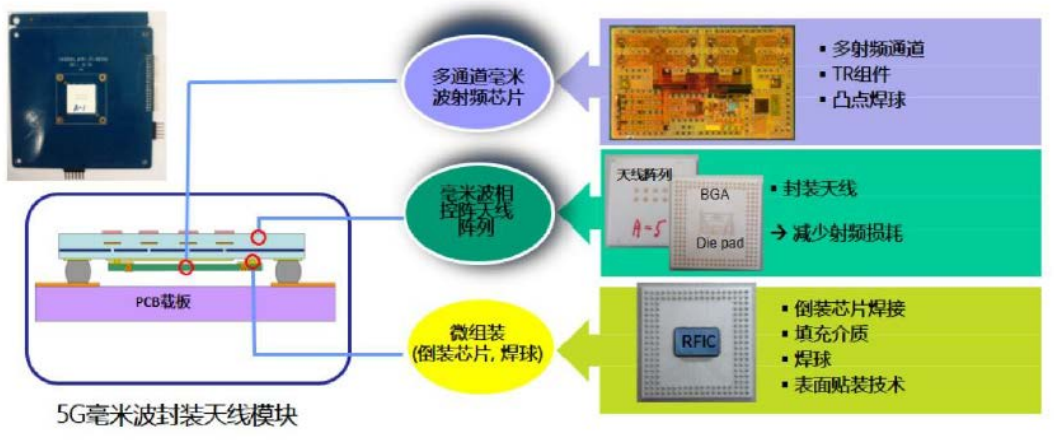 多通道毫米
波射频芯片
▪ 多射频通道
▪ TR组件
▪ 凸点焊球
A-1
毫米波相
控阵天线
阵列
天线阵列
A=5
BGA
Die pad
▪ 封装天线
→ 减少射频损耗
PCB载板
微组装
(倒装芯片, 焊球)
RFIC
▪ 倒装芯片焊接
▪ 填充介质
▪ 焊球
▪ 表面贴装技术
5G毫米波封装天线模块